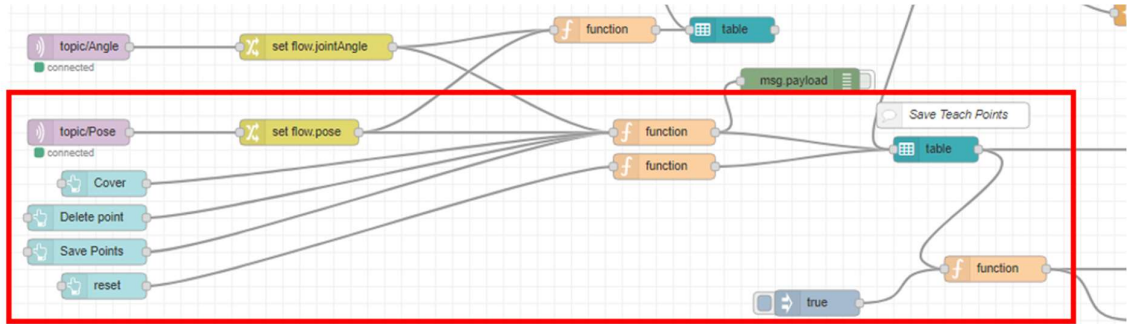 function
table
topic/Angle
set flow.jointAngle
connected
msg.payload
Save Teach Points
topic/Pose
set flow.pose
function
connected
table
function
Cover
Delete point
Save Points
function
reset
true